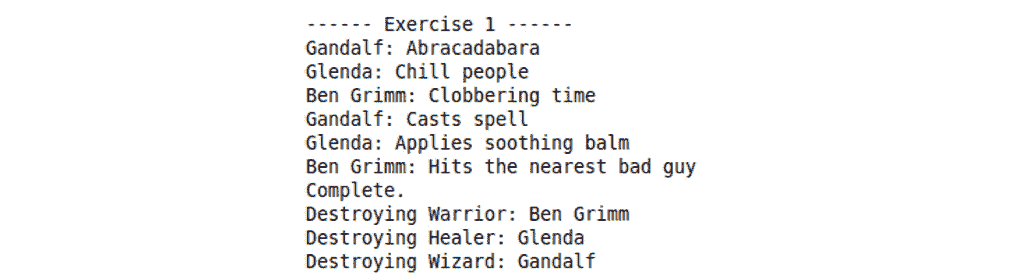 ------ Exercise 1 ------
Gandalf: Abracadabara
Glenda: Chill people
Ben Grimm: Clobbering time
Gandalf: Casts spell
Glenda: Applies soothing balm
Ben Grimm: Hits the nearest bad guy
Complete.
Destroying Warrior: Ben Grimm
Destroying Healer: Glenda
Destroying Wizard: Gandalf